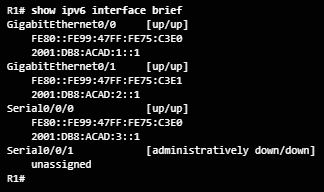 R1# show ipv6 interface brief
GigabitEthernet0/0 [up/up]
FE80::FE99:47FF:FE75:C3E0
2001:DB8:ACAD:1::1
GigabitEthernet0/1 [up/up]
FE80::FE99:47FF:FE75:C3E1
2001:DB8:ACAD:2::1
Serial0/0/0 [up/up]
FE80::FE99:47FF:FE75:C3E0
2001:DB8:ACAD:3::1
Serial0/0/1 [administratively down/down]
unassigned
R1#